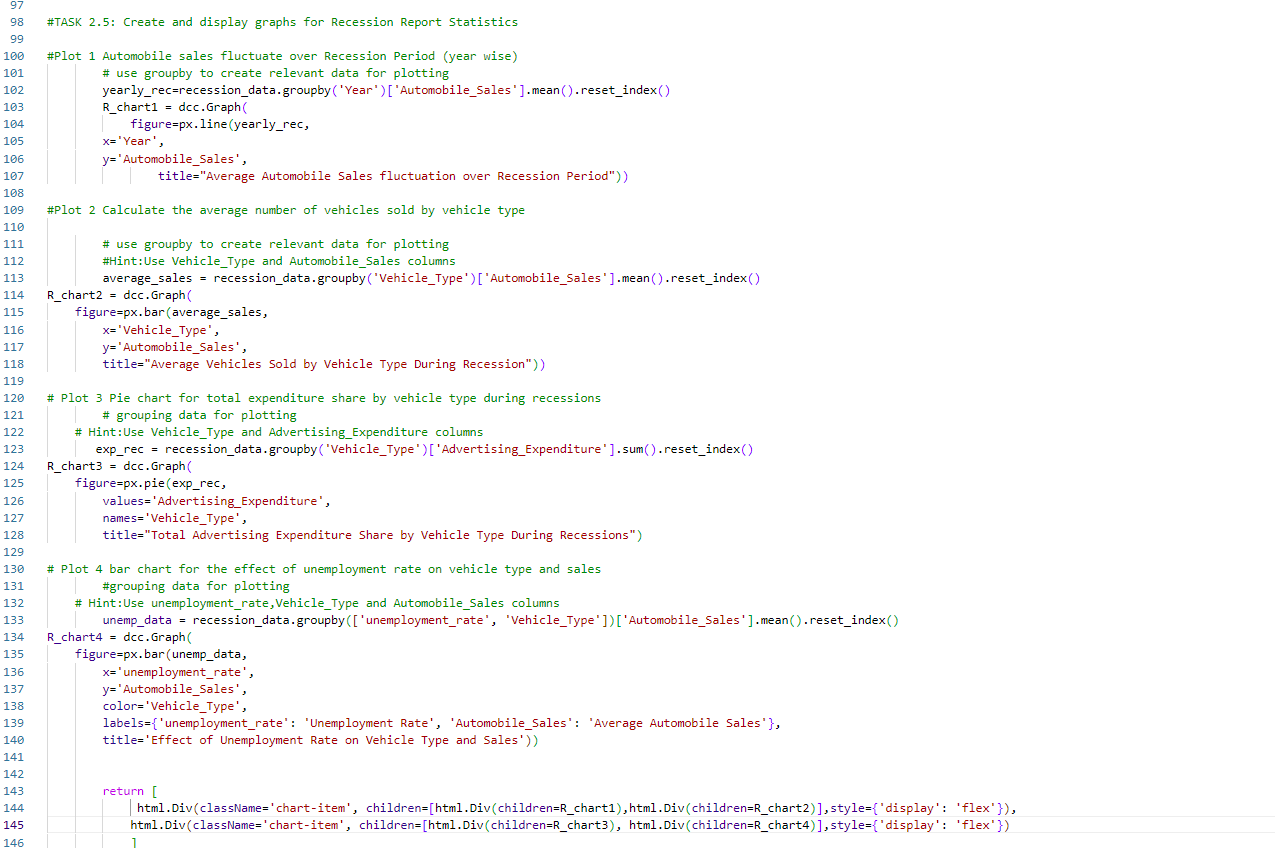 97
98 #TASK 2.5: Create and display graphs for Recession Report Statistics
99
100 #Plot 1 Automobile sales fluctuate over Recession Period (year wise)
101 # use groupby to create relevant data for plotting
102 yearly_rec=recession_data.groupby('Year')['Automobile_Sales'].mean().reset_index()
103 R_chart1 = dcc.Graph(
104 figure=px.line(yearly_rec,
105 x='Year',
106 y='Automobile_Sales',
107 title="Average Automobile Sales fluctuation over Recession Period"))
108
109 #Plot 2 Calculate the average number of vehicles sold by vehicle type
110
111 # use groupby to create relevant data for plotting
112 #Hint:Use Vehicle_Type and Automobile_Sales columns
113 average_sales = recession_data.groupby('Vehicle_Type')['Automobile_Sales'].mean().reset_index()
114 R_chart2 = dcc.Graph(
115 figure=px.bar(average_sales,
116 x='Vehicle_Type',
117 y='Automobile_Sales',
118 title="Average Vehicles Sold by Vehicle Type During Recession"))
119
120 # Plot 3 Pie chart for total expenditure share by vehicle type during recessions
121 # grouping data for plotting
122 # Hint:Use Vehicle_Type and Advertising_Expenditure columns
123 exp_rec = recession_data.groupby('Vehicle_Type')['Advertising_Expenditure'].sum().reset_index()
124 R_chart3 = dcc.Graph(
125 figure=px.pie(exp_rec,
126 values='Advertising_Expenditure',
127 names='Vehicle_Type',
128 title="Total Advertising Expenditure Share by Vehicle Type During Recessions")
129
130 # Plot 4 bar chart for the effect of unemployment rate on vehicle type and sales
131 #grouping data for plotting
132 # Hint:Use unemployment_rate,Vehicle_Type and Automobile_Sales columns
133 unemp_data = recession_data.groupby(['unemployment_rate', 'Vehicle_Type'])['Automobile_Sales'].mean().reset_index()
134 R_chart4 = dcc.Graph(
135 figure=px.bar(unemp_data,
136 x='unemployment_rate',
137 y='Automobile_Sales',
138 color='Vehicle_Type',
139 labels={'unemployment_rate': 'Unemployment Rate', 'Automobile_Sales': 'Average Automobile Sales'},
140 title='Effect of Unemployment Rate on Vehicle Type and Sales'))
141
142
143 return [
144 html.Div(className='chart-item', children=[html.Div(children=R_chart1),html.Div(children=R_chart2)],style={'display': 'flex'}),
145 html.Div(className='chart-item', children=[html.Div(children=R_chart3), html.Div(children=R_chart4)],style={'display': 'flex'})
146 ]